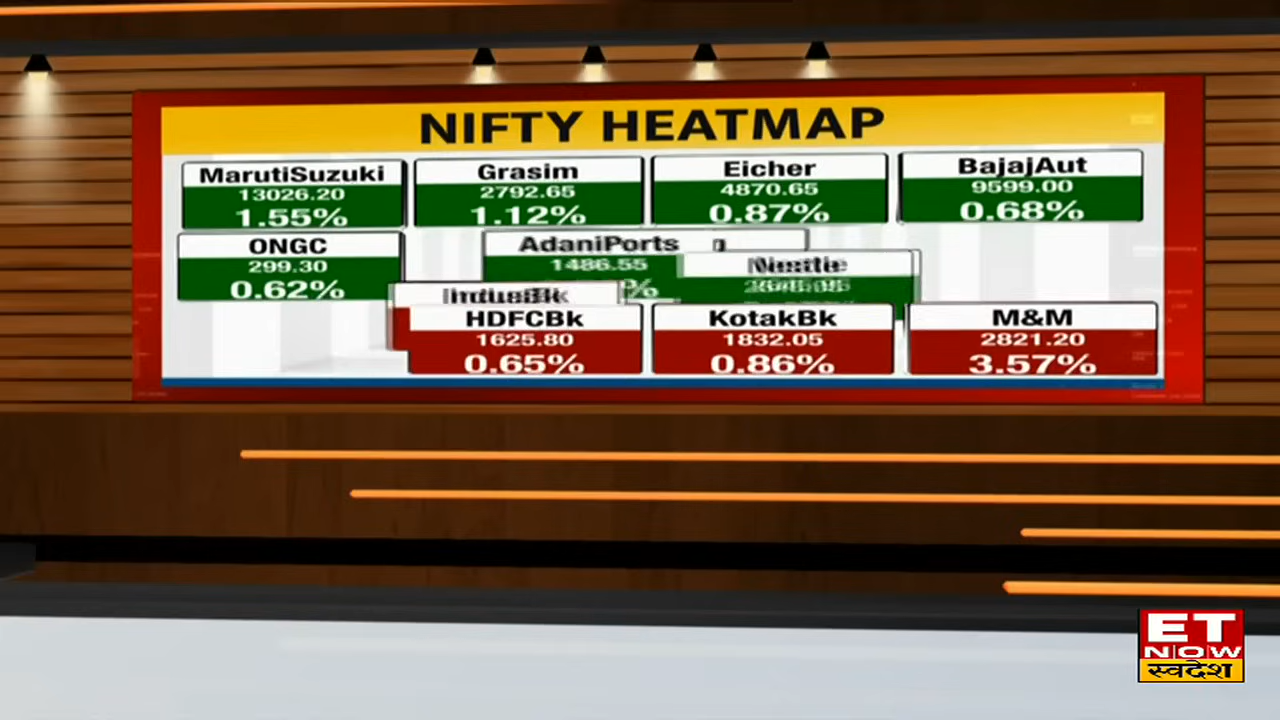 NIFTY HEATMAP
MarutiSuzuki
13026.20
1.55%
Grasim
2792.65
1.12%
Eicher
4870.65
0.87%
BajajAut
9599.00
0.68%
ONGC
299.30
0.62%
AdaniPorts
1486.55
%
Nestle
HDFCBk
1625.80
0.65%
KotakBk
1832.05
0.86%
M&M
2821.20
3.57%
ET
NOW
स्वदेश